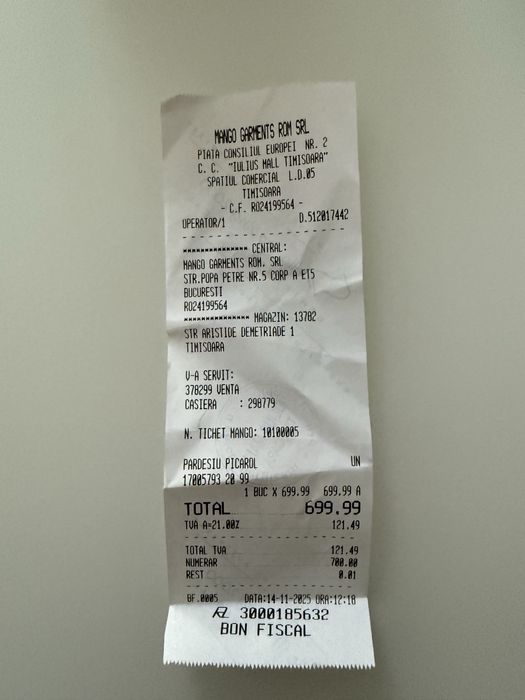 MANGO GARMENTS ROM SRL
PIATA CONSILIUL EUROPEI NR. 2
C. C. "IULIUS MALL TIMISOARA"
SPATIUL COMERCIAL L.D.05
TIMISOARA
- C.F. RO24199564 -
OPERATOR/1 D.512017442
*************** CENTRAL:
MANGO GARMENTS ROM. SRL
STR.POPA PETRE NR.5 CORP A ET5
BUCURESTI
RO24199564
*************** MAGAZIN: 13782
STR ARISTIDE DEMETRIADE 1
TIMISOARA
V-A SERVIT:
378299 VENTA
CASIERA : 298779
N. TICHET MANGO: 10100005
PARDESIU PICAROL UN
17005793 20 99
1 BUC X 699.99 699.99 A
TOTAL 699.99
TVA A=21.00% 121.49
TOTAL TVA 121.49
NUMERAR 700.00
REST 0.01
BF.0005 DATA:14-11-2025 ORA:12:18
3000185632
BON FISCAL